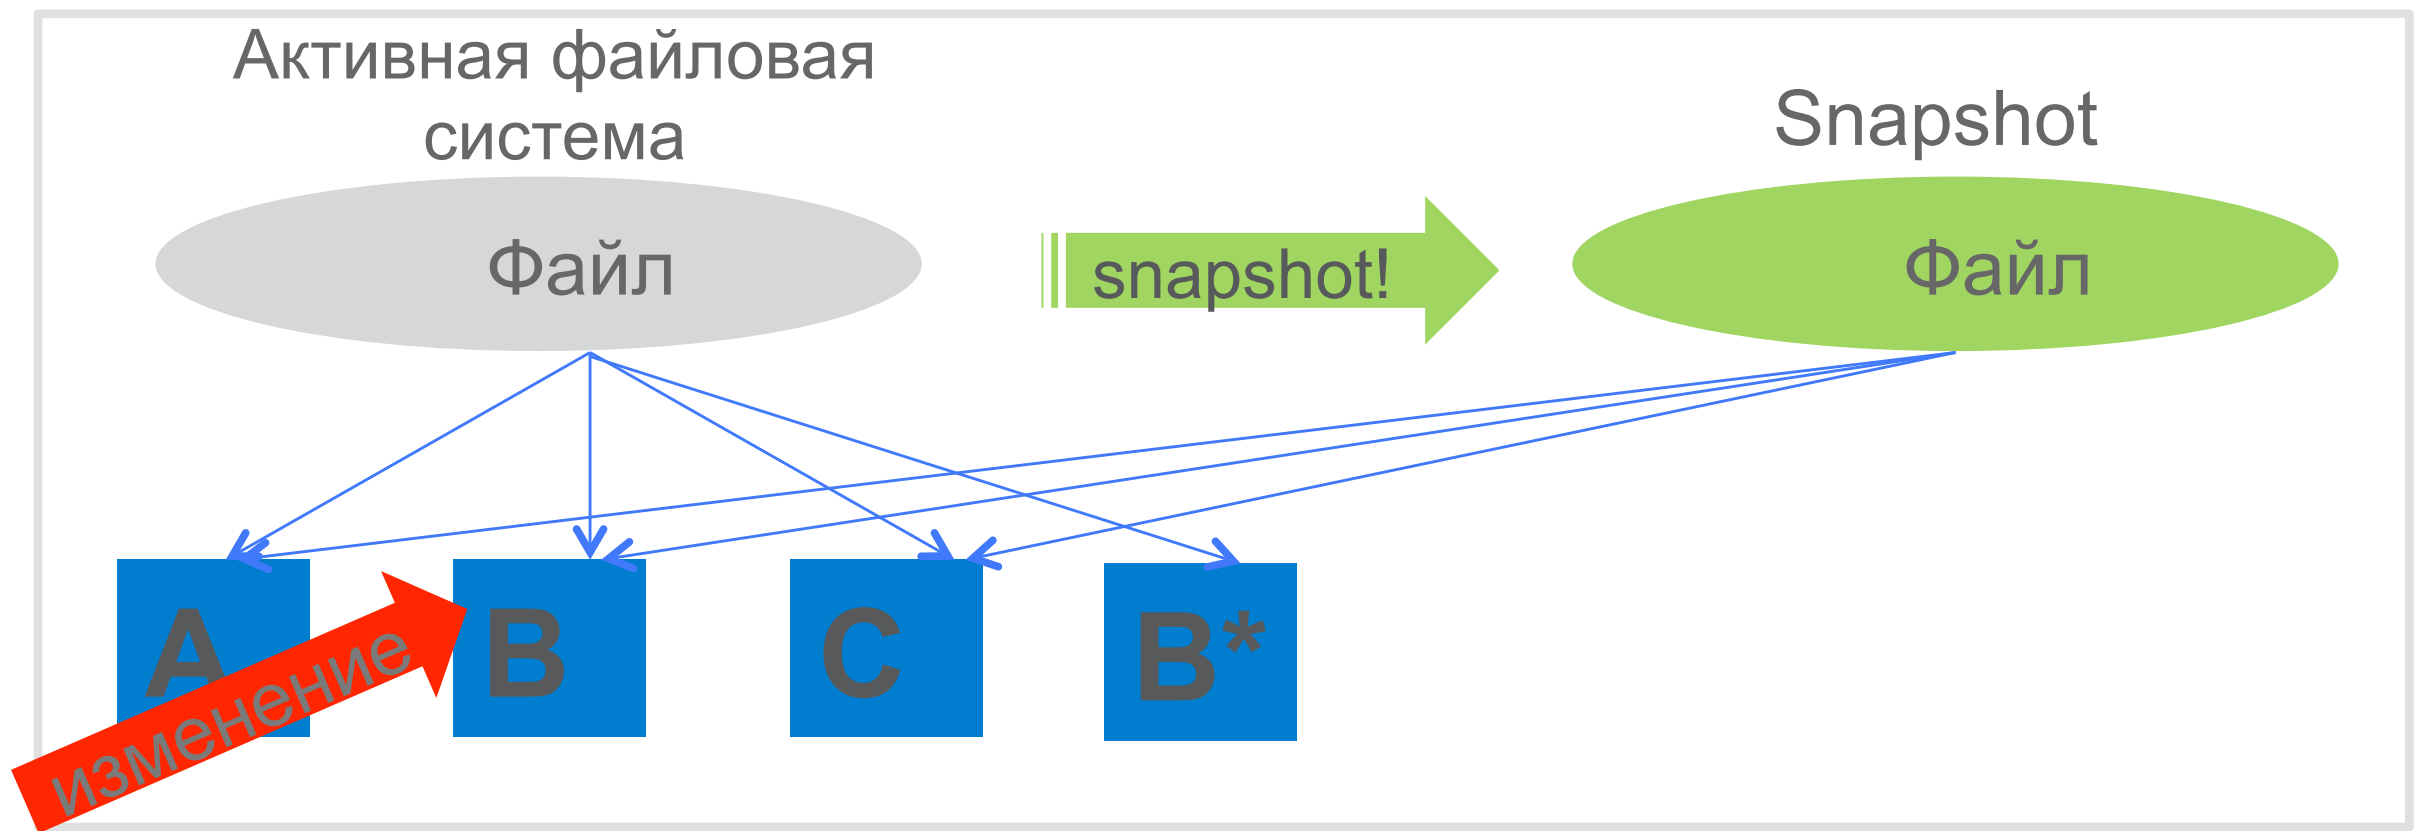 Активная файловая
система
Snapshot
Файл
snapshot!
Файл
A
B
C
B*
изменение